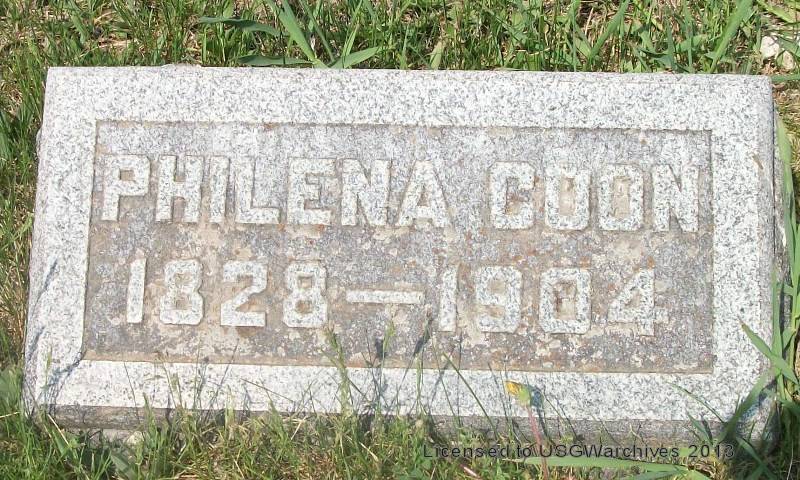 PHILENA COON
1828—1904
Licensed to USGWarchives 2013